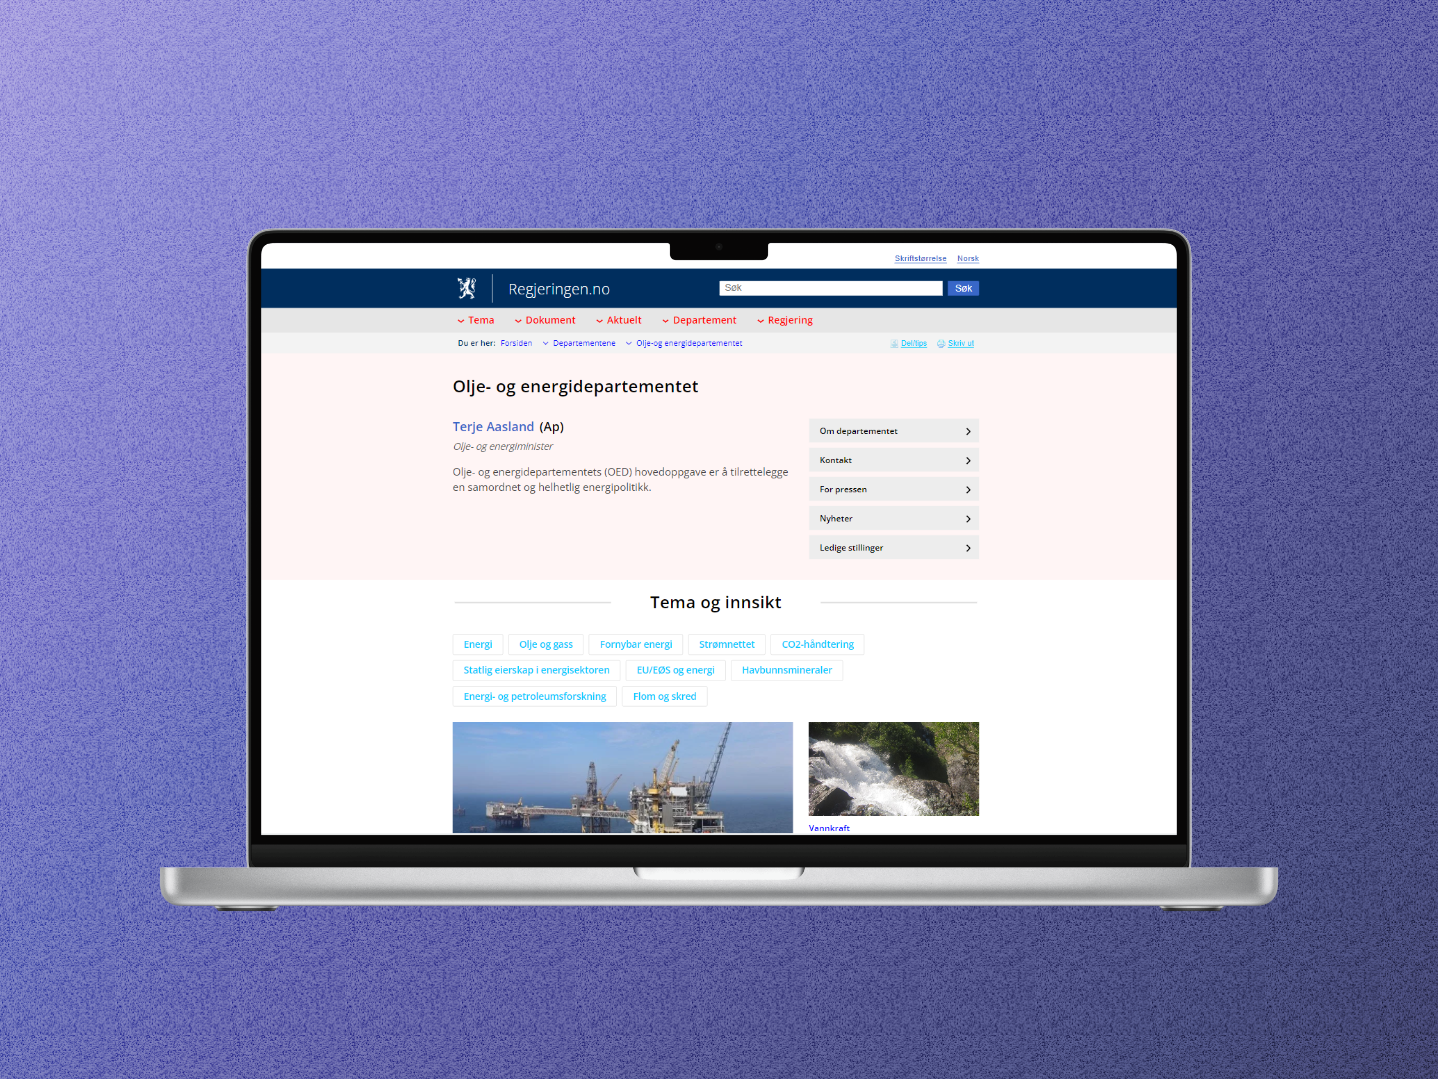 Skriftstørrelse Norsk
Regjeringen.no Søk Søk
Tema Dokument Aktuelt Departement Regjering
Du er her: Forsiden Departementene Olje-og energidepartementet Del/tips Skriv ut
Olje- og energidepartementet
Terje Aasland (Ap)
Olje- og energiminister
Olje- og energidepartementets (OED) hovedoppgave er å tilrettelegge
en samordnet og helhetlig energipolitikk.
Om departementet
Kontakt
For pressen
Nyheter
Ledige stillinger
Tema og innsikt
Energi Olje og gass Fornybar energi Strømnettet CO2-håndtering
Statlig eierskap i energisektoren EU/EØS og energi Havbunnsmineraler
Energi- og petroleumsforskning Flom og skred
Vannkraft